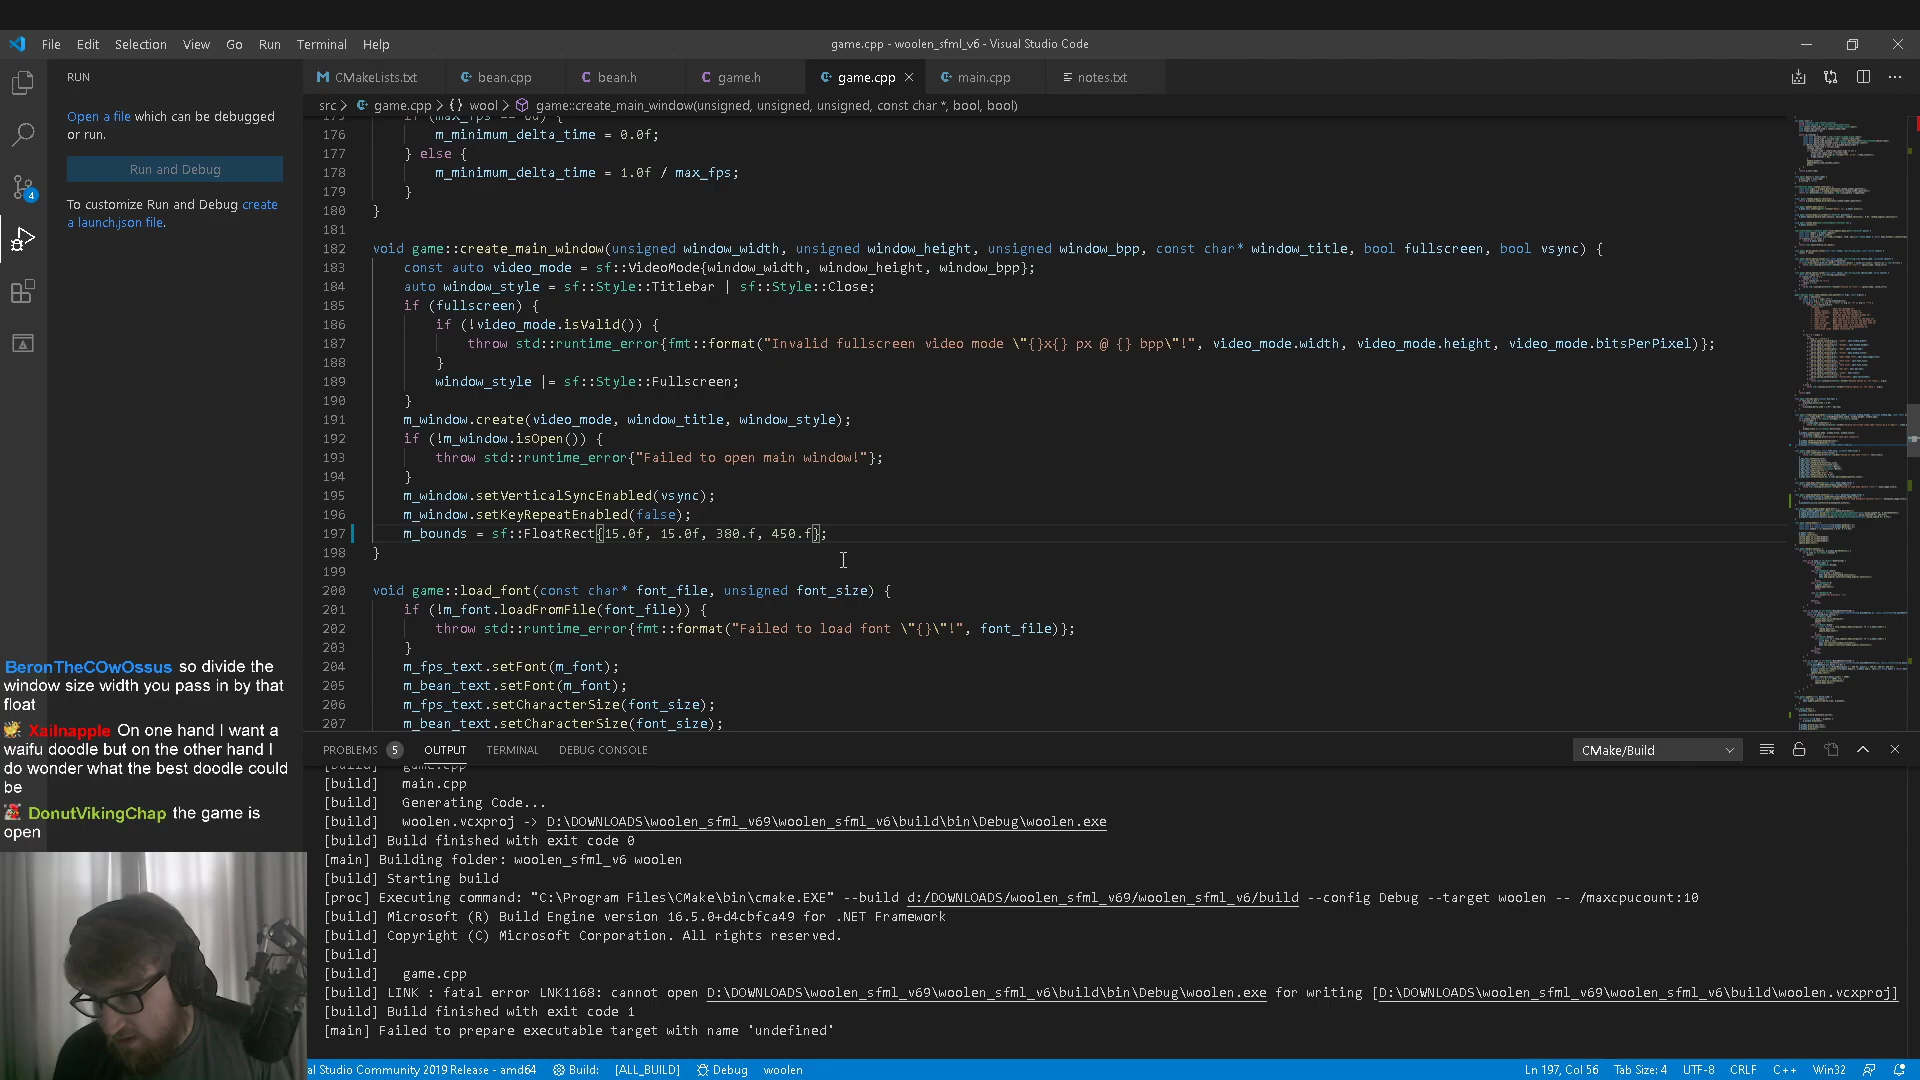 File Edit Selection View Go Run Terminal Help
game.cpp - woolen_sfml_v6 - Visual Studio Code
RUN
CMakeLists.txt bean.cpp bean.h game.h game.cpp main.cpp notes.txt
src > game.cpp > {} wool > game::create_main_window(unsigned, unsigned, unsigned, const char *, bool, bool)
Open a file which can be debugged
or run.
Run and Debug
To customize Run and Debug create
a launch.json file.
4
176 m_minimum_delta_time = 0.0f;
177 } else {
178 m_minimum_delta_time = 1.0f / max_fps;
179 }
180 }
181
182 void game::create_main_window(unsigned window_width, unsigned window_height, unsigned window_bpp, const char* window_title, bool fullscreen, bool vsync) {
183 const auto video_mode = sf::VideoMode{window_width, window_height, window_bpp};
184 auto window_style = sf::Style::Titlebar | sf::Style::Close;
185 if (fullscreen) {
186 if (!video_mode.isValid()) {
187 throw std::runtime_error{fmt::format("Invalid fullscreen video mode \"{}x{} px @ {} bpp\"!", video_mode.width, video_mode.height, video_mode.bitsPerPixel)};
188 }
189 window_style |= sf::Style::Fullscreen;
190 }
191 m_window.create(video_mode, window_title, window_style);
192 if (!m_window.isOpen()) {
193 throw std::runtime_error{"Failed to open main window!"};
194 }
195 m_window.setVerticalSyncEnabled(vsync);
196 m_window.setKeyRepeatEnabled(false);
197 m_bounds = sf::FloatRect{15.0f, 15.0f, 380.f, 450.f};
198 }
199
200 void game::load_font(const char* font_file, unsigned font_size) {
201 if (!m_font.loadFromFile(font_file)) {
202 throw std::runtime_error{fmt::format("Failed to load font \"{}\"!", font_file)};
203 }
204 m_fps_text.setFont(m_font);
205 m_bean_text.setFont(m_font);
206 m_fps_text.setCharacterSize(font_size);
207 m_bean_text.setCharacterSize(font_size);
BeronTheCOwOssus so divide the
window size width you pass in by that
float
Xailnapple On one hand I want a
waifu doodle but on the other hand I
do wonder what the best doodle could
be
DonutVikingChap the game is
open
PROBLEMS 5 OUTPUT TERMINAL DEBUG CONSOLE
CMake/Build
[build] game.cpp
[build] main.cpp
[build] Generating Code...
[build] woolen.vcxproj -> D:\DOWNLOADS\woolen_sfml_v69\woolen_sfml_v6\build\bin\Debug\woolen.exe
[build] Build finished with exit code 0
[main] Building folder: woolen_sfml_v6 woolen
[build] Starting build
[proc] Executing command: "C:\Program Files\CMake\bin\cmake.EXE" --build d:/DOWNLOADS/woolen_sfml_v69/woolen_sfml_v6/build --config Debug --target woolen -- /maxcpucount:10
[build] Microsoft (R) Build Engine version 16.5.0+d4cbfca49 for .NET Framework
[build] Copyright (C) Microsoft Corporation. All rights reserved.
[build]
[build] game.cpp
[build] LINK : fatal error LNK1168: cannot open D:\DOWNLOADS\woolen_sfml_v69\woolen_sfml_v6\build\bin\Debug\woolen.exe for writing [D:\DOWNLOADS\woolen_sfml_v69\woolen_sfml_v6\build\woolen.vcxproj]
[build] Build finished with exit code 1
[main] Failed to prepare executable target with name 'undefined'
al Studio Community 2019 Release - amd64 Build: [ALL_BUILD] Debug woolen
Ln 197, Col 56 Tab Size: 4 UTF-8 CRLF C++ Win32